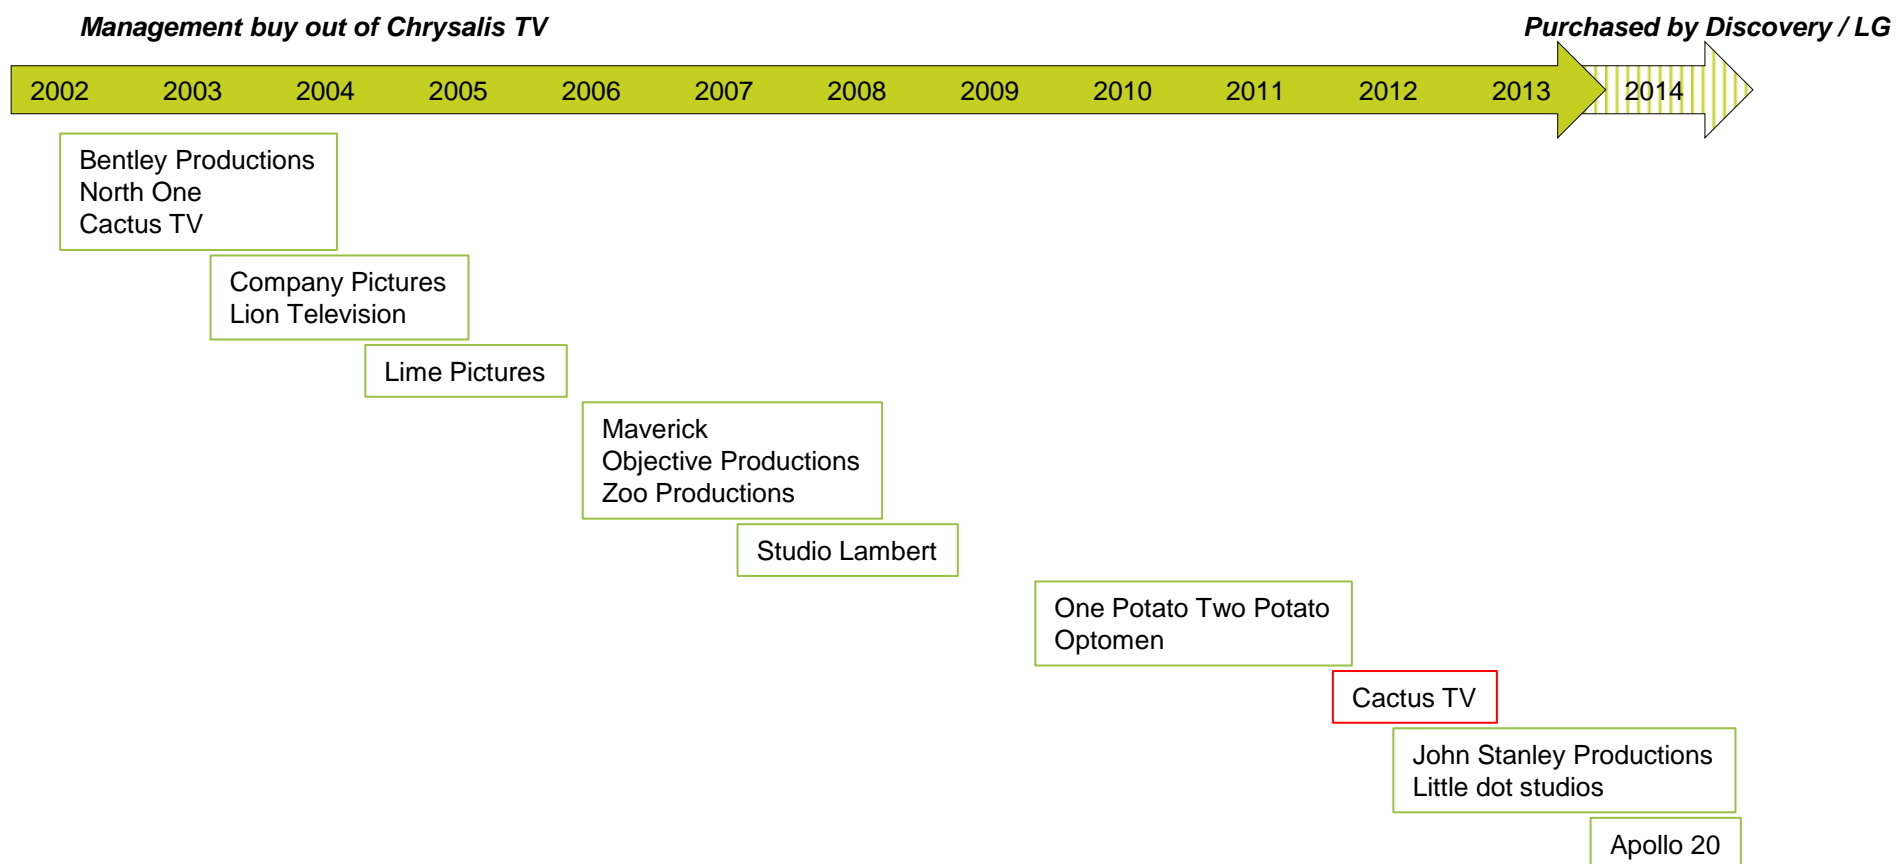 Management buy out of Chrysalis TV
Purchased by Discovery / LG
2002 2003 2004 2005 2006 2007 2008 2009 2010 2011 2012 2013 2014
Bentley Productions
North One
Cactus TV
Company Pictures
Lion Television
Lime Pictures
Maverick
Objective Productions
Zoo Productions
Studio Lambert
One Potato Two Potato
Optomen
Cactus TV
John Stanley Productions
Little dot studios
Apollo 20